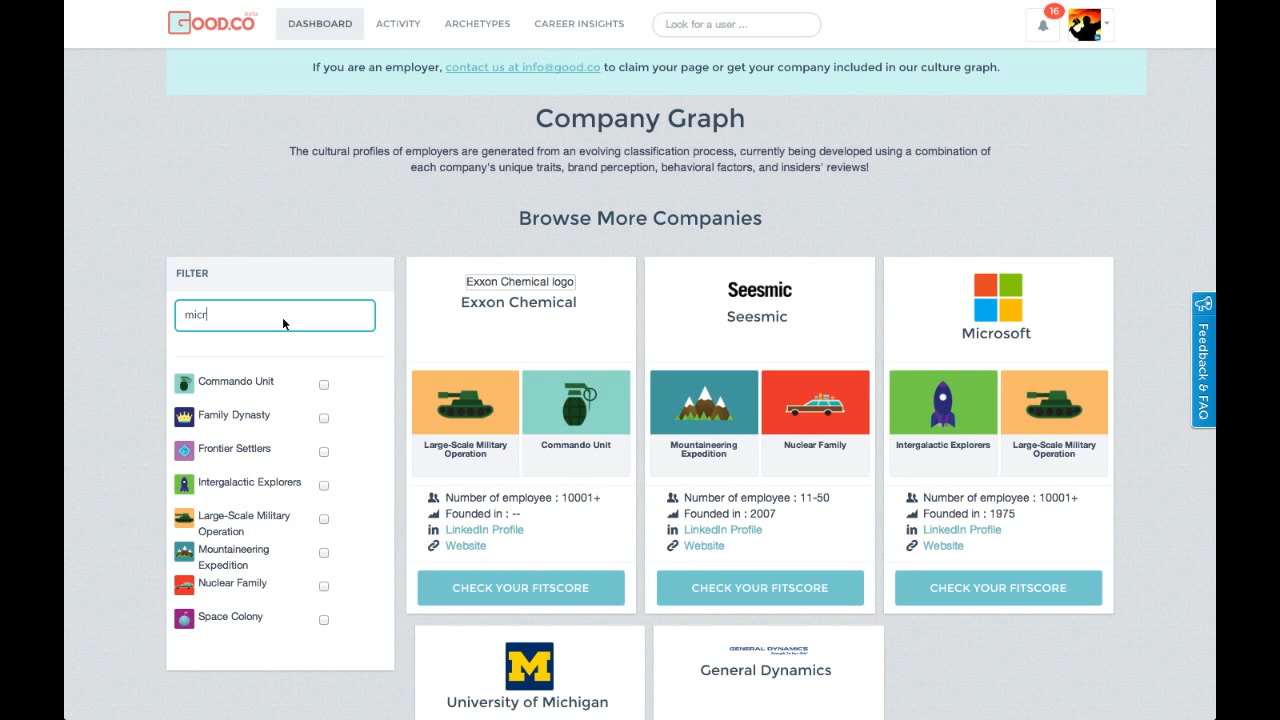 GOOD.CO beta
DASHBOARD
ACTIVITY
ARCHETYPES
CAREER INSIGHTS
Look for a user ...
16
If you are an employer, contact us at info@good.co to claim your page or get your company included in our culture graph.
Company Graph
The cultural profiles of employers are generated from an evolving classification process, currently being developed using a combination of
each company's unique traits, brand perception, behavioral factors, and insiders' reviews!
Browse More Companies
FILTER
micr
Commando Unit
Family Dynasty
Frontier Settlers
Intergalactic Explorers
Large-Scale Military
Operation
Mountaineering
Expedition
Nuclear Family
Space Colony
Exxon Chemical logo
Exxon Chemical
Large-Scale Military
Operation
Commando Unit
Number of employee : 10001+
Founded in : --
LinkedIn Profile
Website
CHECK YOUR FITSCORE
Seesmic
Seesmic
Mountaineering
Expedition
Nuclear Family
Number of employee : 11-50
Founded in : 2007
LinkedIn Profile
Website
CHECK YOUR FITSCORE
Microsoft
Intergalactic Explorers
Large-Scale Military
Operation
Number of employee : 10001+
Founded in : 1975
LinkedIn Profile
Website
CHECK YOUR FITSCORE
M
University of Michigan
GENERAL DYNAMICS
General Dynamics
Feedback & FAQ